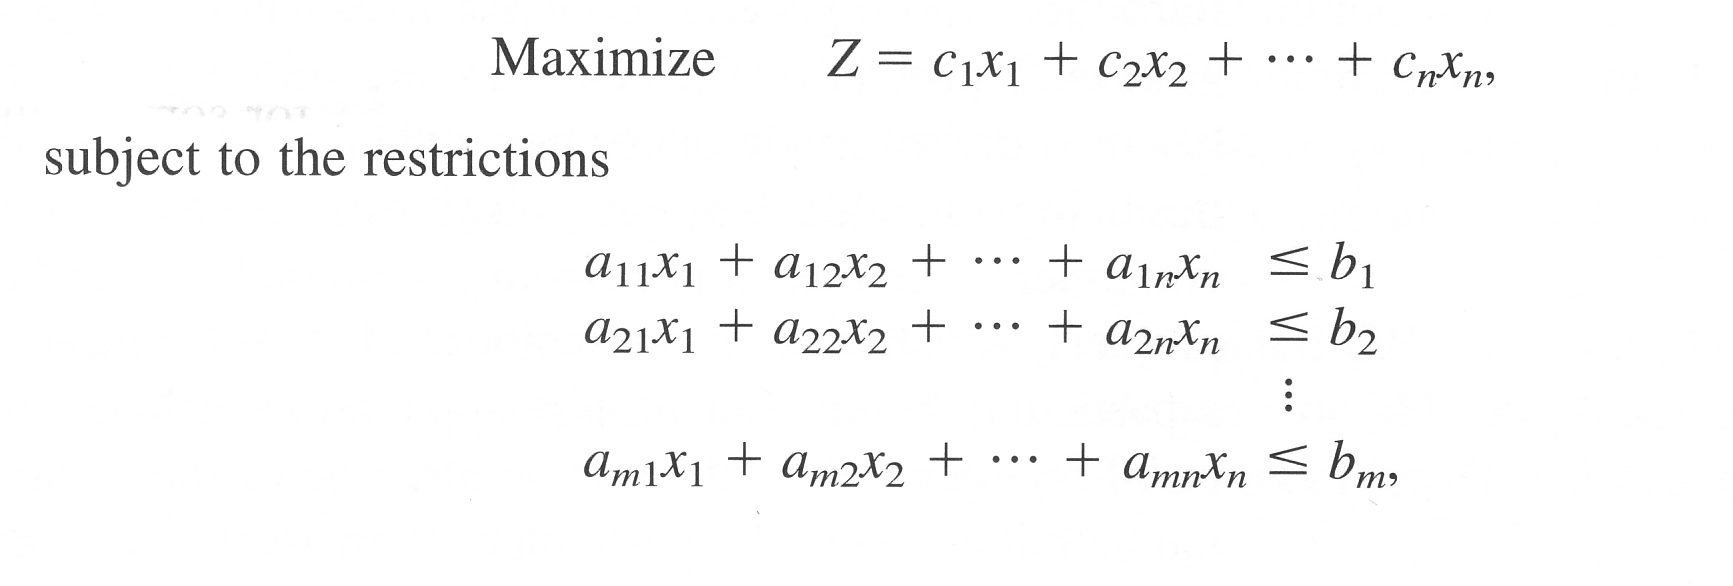 Maximize Z = c₁x₁ + c₂x₂ + ··· + cₙxₙ,
subject to the restrictions
a₁₁x₁ + a₁₂x₂ + ··· + a₁ₙxₙ ≤ b₁
a₂₁x₁ + a₂₂x₂ + ··· + a₂ₙxₙ ≤ b₂
⋮
aₘ₁x₁ + aₘ₂x₂ + ··· + aₘₙxₙ ≤ bₘ,